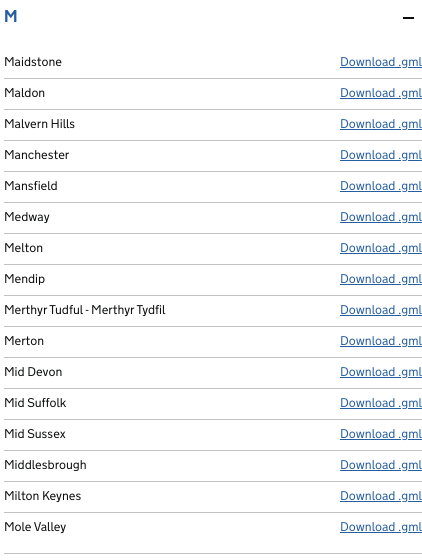 M
Maidstone Download .gml
Maldon Download .gml
Malvern Hills Download .gml
Manchester Download .gml
Mansfield Download .gml
Medway Download .gml
Melton Download .gml
Mendip Download .gml
Merthyr Tudful - Merthyr Tydfil Download .gml
Merton Download .gml
Mid Devon Download .gml
Mid Suffolk Download .gml
Mid Sussex Download .gml
Middlesbrough Download .gml
Milton Keynes Download .gml
Mole Valley Download .gml